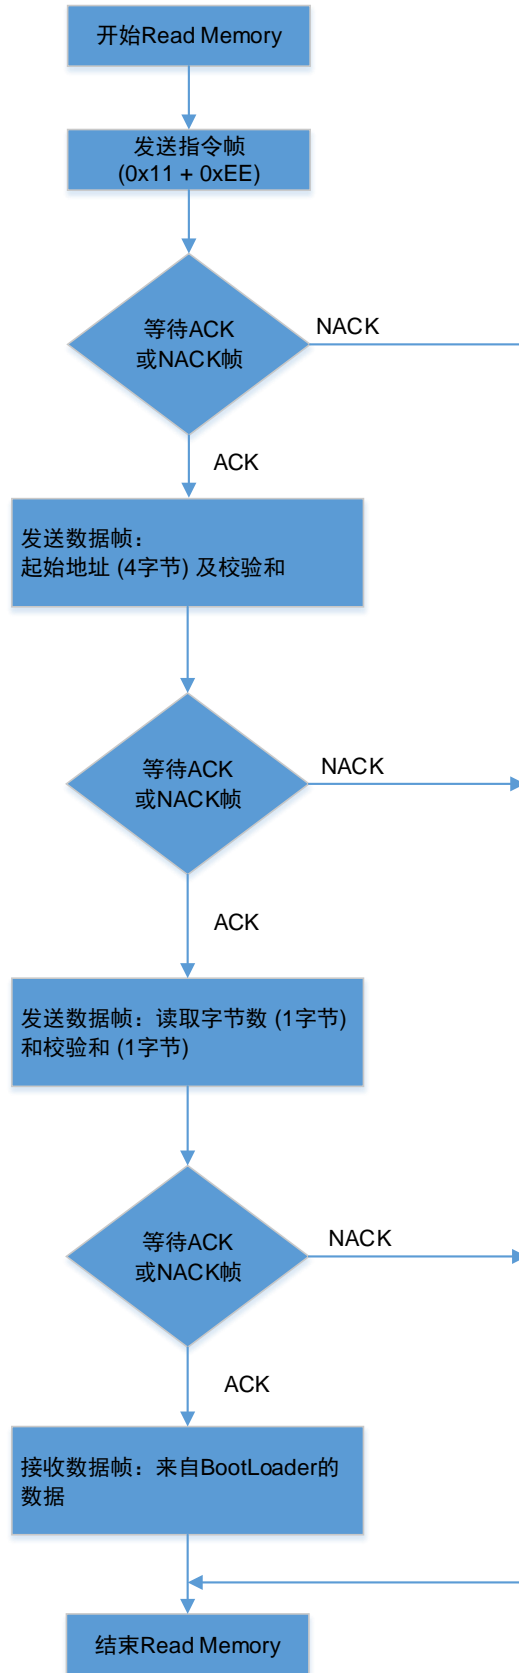 开始Read Memory
发送指令帧
(0x11 + 0xEE)
等待ACK
或NACK帧
NACK
ACK
发送数据帧：
起始地址 (4字节) 及校验和
等待ACK
或NACK帧
NACK
ACK
发送数据帧：读取字节数 (1字节)
和校验和 (1字节)
等待ACK
或NACK帧
NACK
ACK
接收数据帧：来自BootLoader的
数据
结束Read Memory